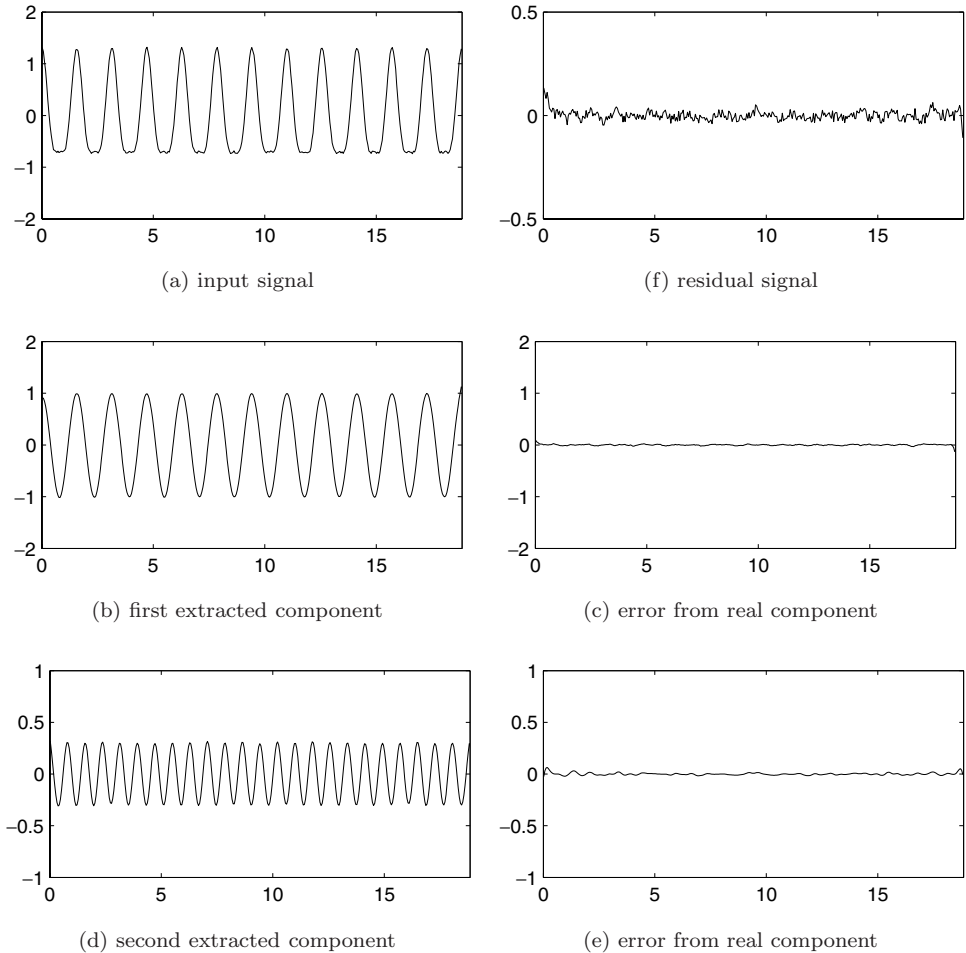 2
1
0
−1
−2
0 5 10 15
(a) input signal
0.5
0
−0.5
0 5 10 15
(f) residual signal
2
1
0
−1
−2
0 5 10 15
(b) first extracted component
2
1
0
−1
−2
0 5 10 15
(c) error from real component
1
0.5
0
−0.5
−1
0 5 10 15
(d) second extracted component
1
0.5
0
−0.5
−1
0 5 10 15
(e) error from real component